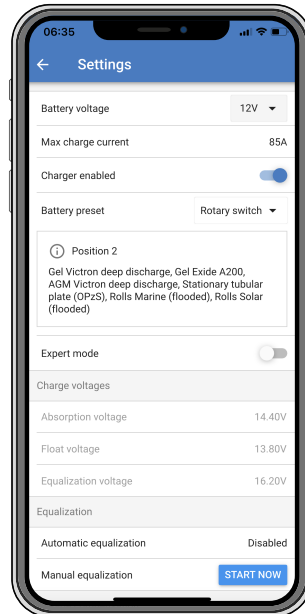 06:35
Settings
Battery voltage 12V
Max charge current 85A
Charger enabled
Battery preset Rotary switch
Position 2
Gel Victron deep discharge, Gel Exide A200,
AGM Victron deep discharge, Stationary tubular
plate (OPzS), Rolls Marine (flooded), Rolls Solar
(flooded)
Expert mode
Charge voltages
Absorption voltage 14.40V
Float voltage 13.80V
Equalization voltage 16.20V
Equalization
Automatic equalization Disabled
Manual equalization START NOW